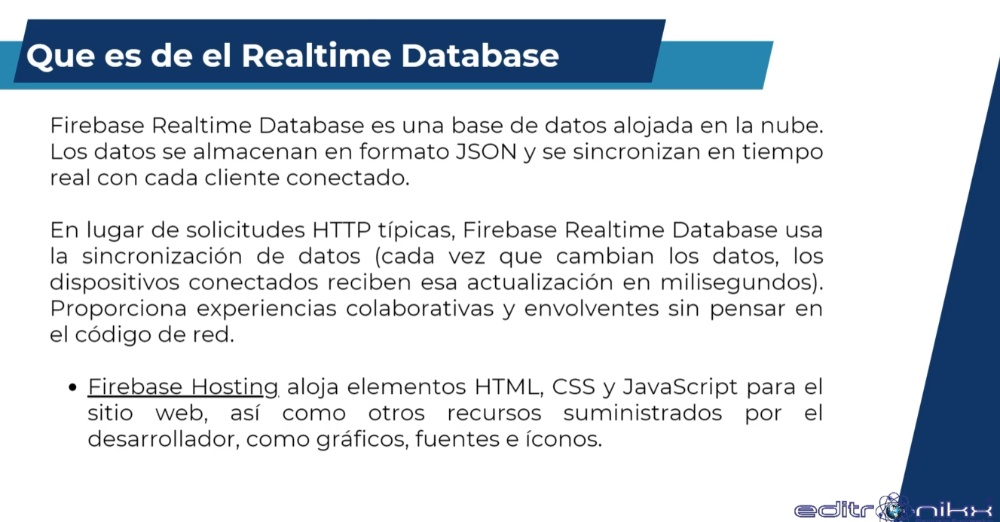 Que es de el Realtime Database
Firebase Realtime Database es una base de datos alojada en la nube.
Los datos se almacenan en formato JSON y se sincronizan en tiempo
real con cada cliente conectado.
En lugar de solicitudes HTTP típicas, Firebase Realtime Database usa
la sincronización de datos (cada vez que cambian los datos, los
dispositivos conectados reciben esa actualización en milisegundos).
Proporciona experiencias colaborativas y envolventes sin pensar en
el código de red.
• Firebase Hosting aloja elementos HTML, CSS y JavaScript para el
sitio web, así como otros recursos suministrados por el
desarrollador, como gráficos, fuentes e íconos.
editronikx